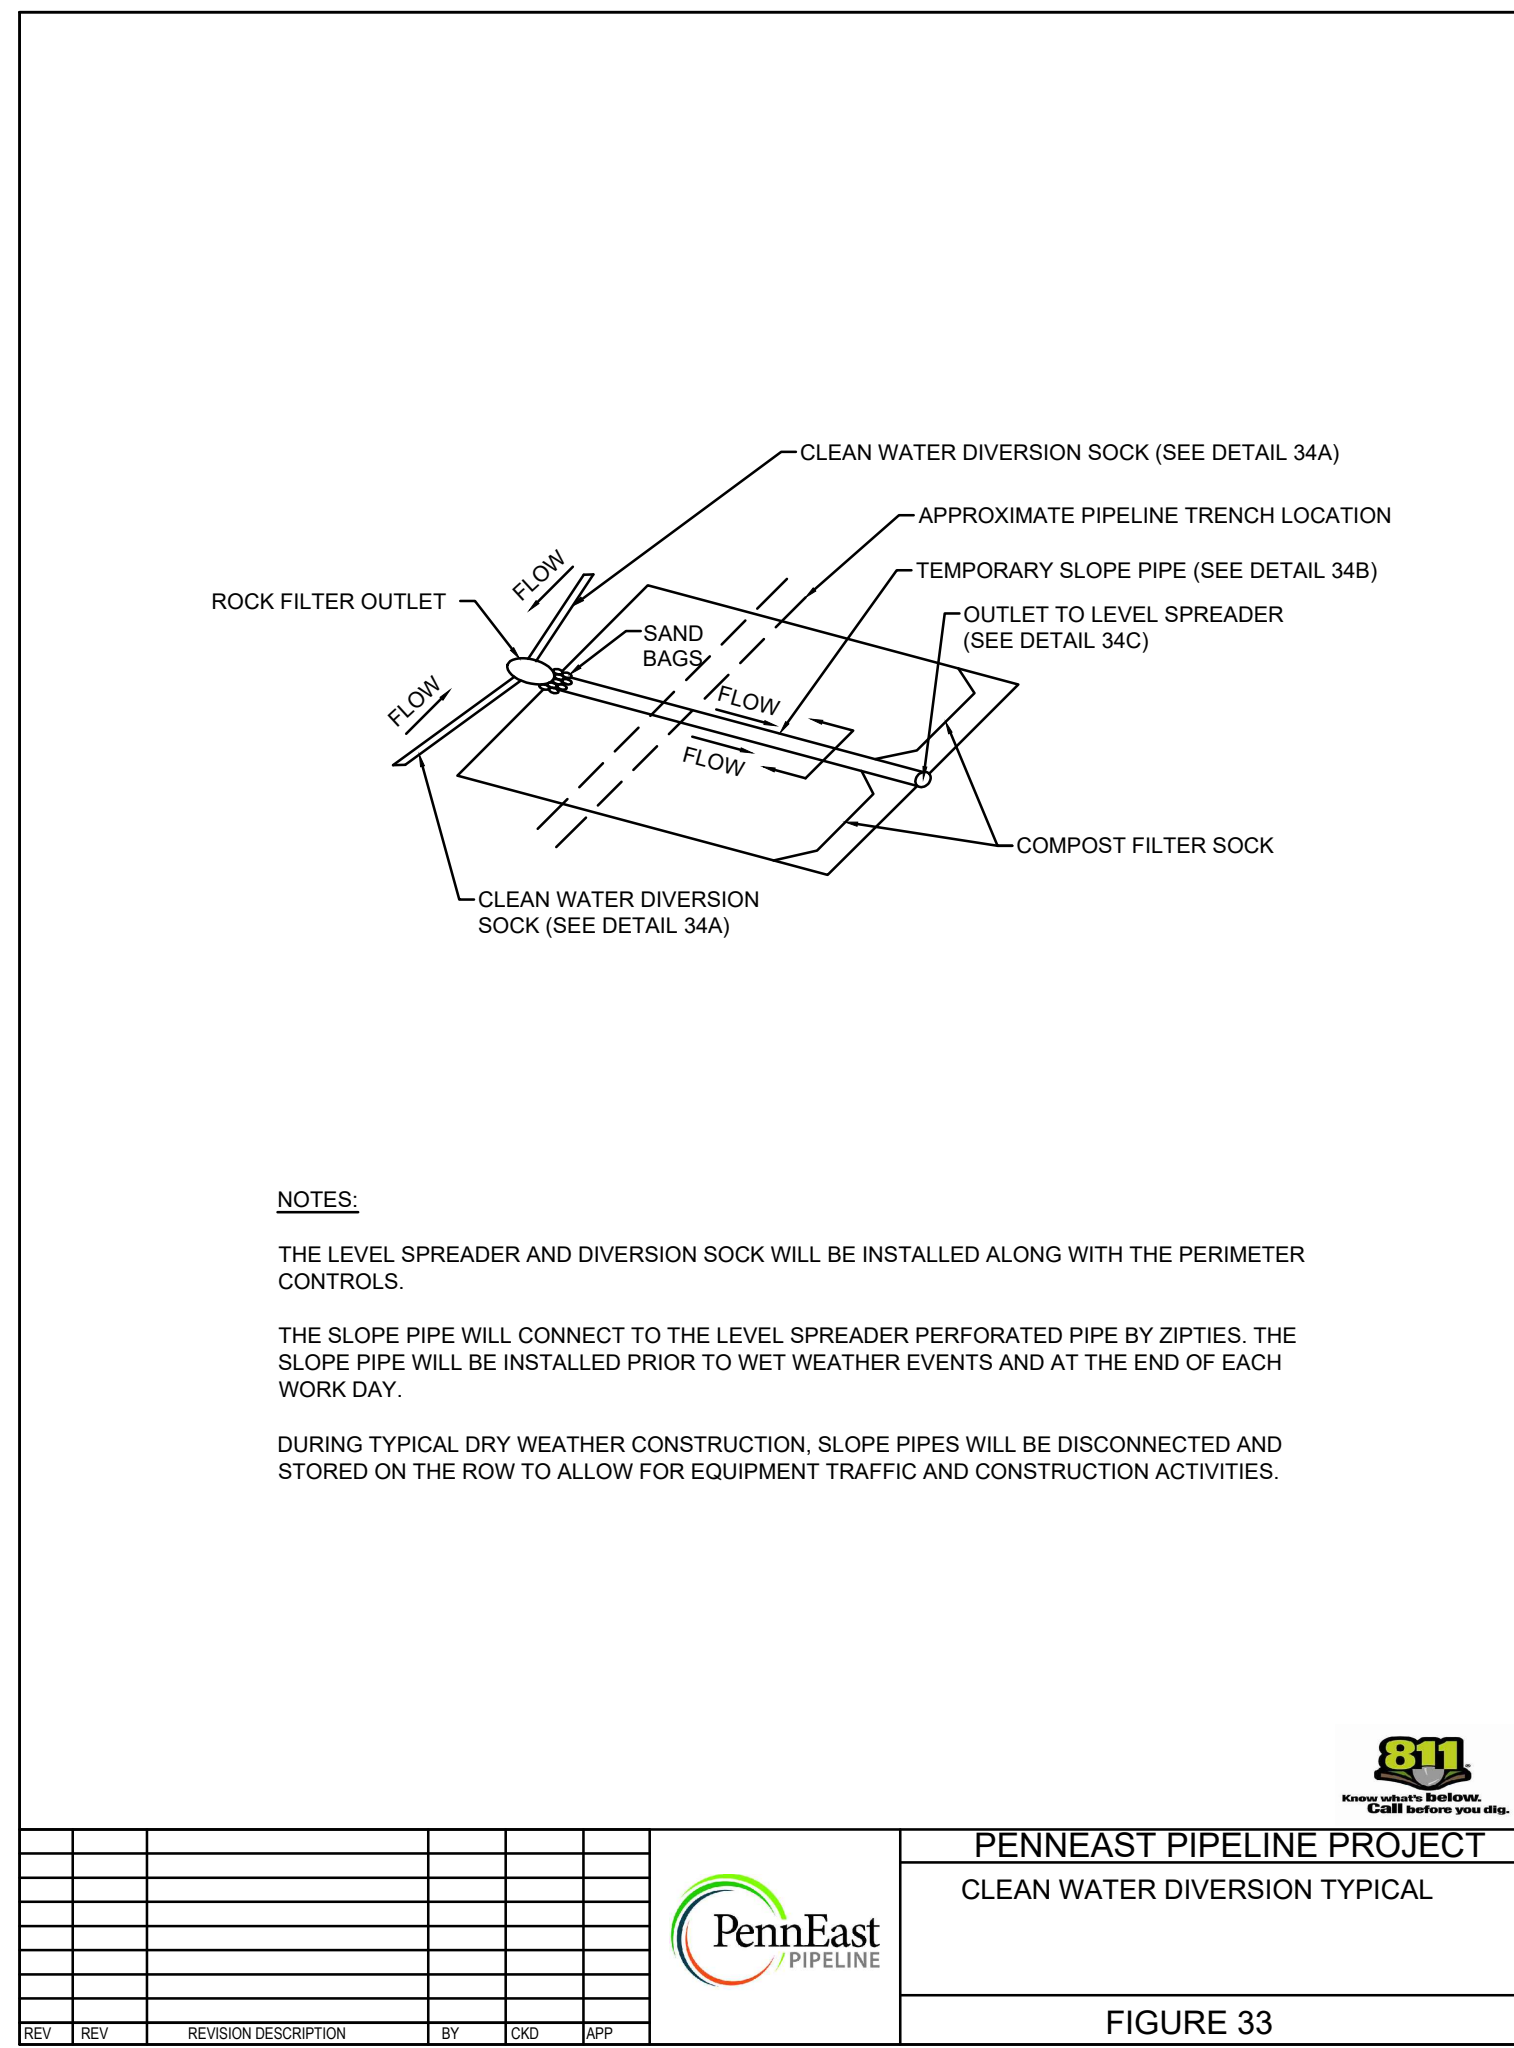 CLEAN WATER DIVERSION SOCK (SEE DETAIL 34A)
APPROXIMATE PIPELINE TRENCH LOCATION
FLOW
TEMPORARY SLOPE PIPE (SEE DETAIL 34B)
ROCK FILTER OUTLET
OUTLET TO LEVEL SPREADER
(SEE DETAIL 34C)
SAND
BAGS
FLOW
FLOW
FLOW
COMPOST FILTER SOCK
CLEAN WATER DIVERSION
SOCK (SEE DETAIL 34A)
NOTES:
THE LEVEL SPREADER AND DIVERSION SOCK WILL BE INSTALLED ALONG WITH THE PERIMETER
CONTROLS.
THE SLOPE PIPE WILL CONNECT TO THE LEVEL SPREADER PERFORATED PIPE BY ZIPTIES. THE
SLOPE PIPE WILL BE INSTALLED PRIOR TO WET WEATHER EVENTS AND AT THE END OF EACH
WORK DAY.
DURING TYPICAL DRY WEATHER CONSTRUCTION, SLOPE PIPES WILL BE DISCONNECTED AND
STORED ON THE ROW TO ALLOW FOR EQUIPMENT TRAFFIC AND CONSTRUCTION ACTIVITIES.
811
Know what's below.
Call before you dig.
PENNEAST PIPELINE PROJECT
CLEAN WATER DIVERSION TYPICAL
PennEast
PIPELINE
FIGURE 33
REV REV REVISION DESCRIPTION BY CKD APP